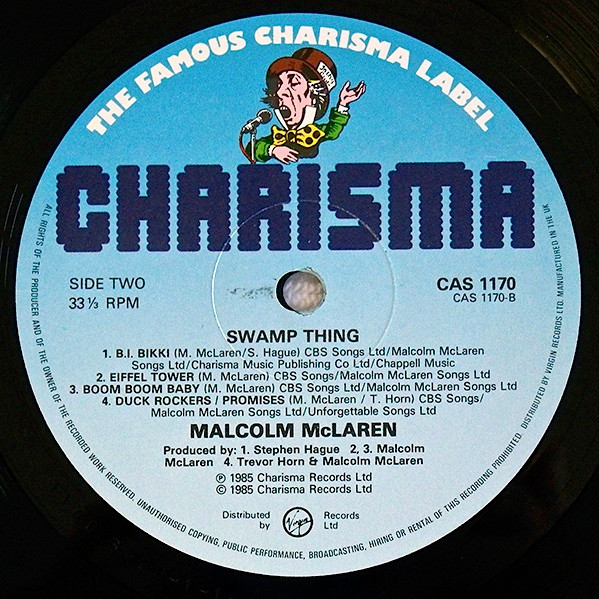 THE FAMOUS CHARISMA LABEL
CHARISMA
SIDE TWO
33⅓ RPM
CAS 1170
CAS 1170-B
SWAMP THING
1. B.I. BIKKI (M. McLAREN/S. HAGUE) CBS Songs Ltd/Malcolm McLaren
Songs Ltd/Charisma Music Publishing Co Ltd/Chappell Music
2. EIFFEL TOWER (M. McLaren) CBS Songs/Malcolm McLaren Songs Ltd
3. BOOM BOOM BABY (M. McLaren) CBS Songs/Malcolm McLaren Songs Ltd
4. DUCK ROCKERS / PROMISES (M. McLaren / T. Horn) CBS Songs/
Malcolm McLaren Songs Ltd/Unforgettable Songs Ltd
MALCOLM McLAREN
Produced by: 1. Stephen Hague 2, 3. Malcolm
McLaren 4. Trevor Horn & Malcolm McLaren
℗ 1985 Charisma Records Ltd
© 1985 Charisma Records Ltd
Distributed by Virgin Records Ltd
ALL RIGHTS OF THE PRODUCER AND OF THE OWNER OF THE RECORDED WORK RESERVED. UNAUTHORISED COPYING, PUBLIC PERFORMANCE, BROADCASTING, HIRING OR RENTAL OF THIS RECORDING PROHIBITED. DISTRIBUTED BY VIRGIN RECORDS LTD. MANUFACTURED IN THE UK